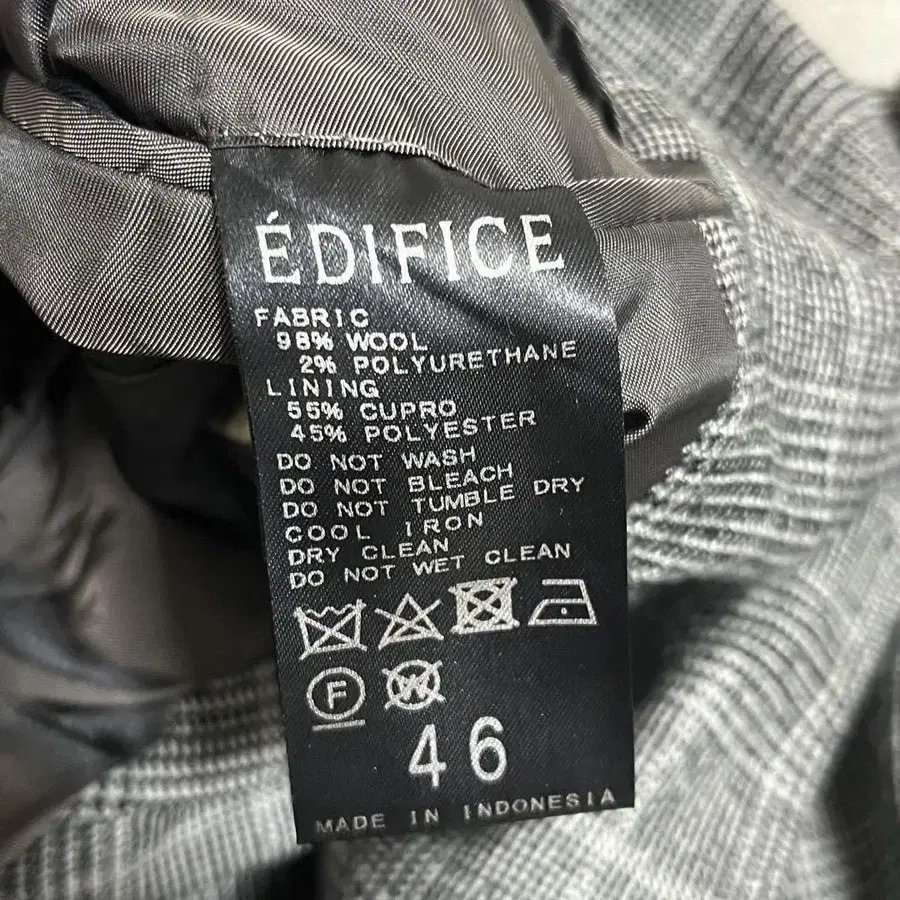 ÉDIFICE
FABRIC
98% WOOL
2% POLYURETHANE
LINING
55% CUPRO
45% POLYESTER
DO NOT WASH
DO NOT BLEACH
DO NOT TUMBLE DRY
COOL IRON
DRY CLEAN
DO NOT WET CLEAN
F W
46
MADE IN INDONESIA